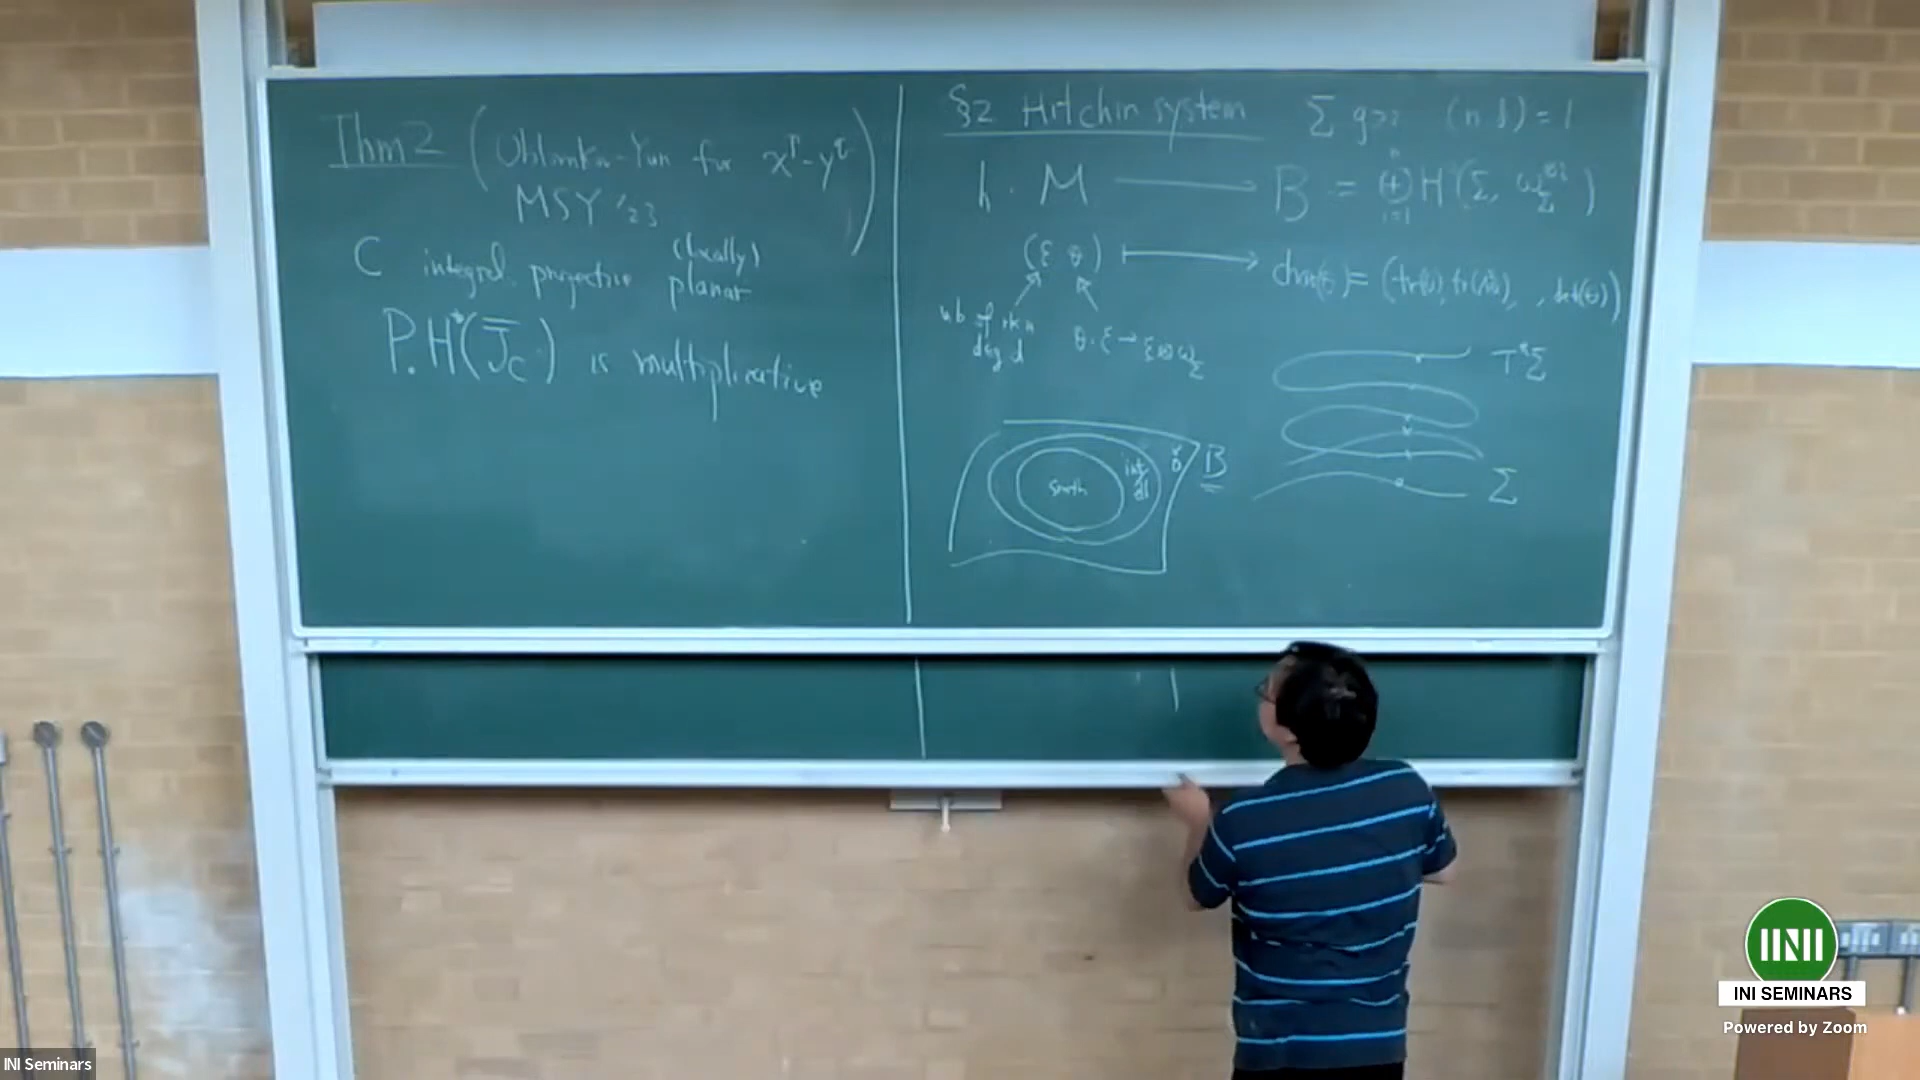 Thm 2 (Oblomkov-Yun for x^p-y^q
MSY '23)
C integral, projective (locally) planar
P.H*(J̅_C) is multiplicative
§2 Hitchin system Σ g≥2 (n,d)=1
h: M ⟶ B = ⊕_{i=1}^n H⁰(Σ, ω_Σ^{⊗i})
(ε, θ) ⟼ char(θ) = (tr(θ), tr(∧²θ), , det(θ))
v.b of rk n
deg d
θ: ε → ε⊗ω_Σ
T*Σ
Σ
smooth
int
0
B
INI SEMINARS
Powered by Zoom
INI Seminars